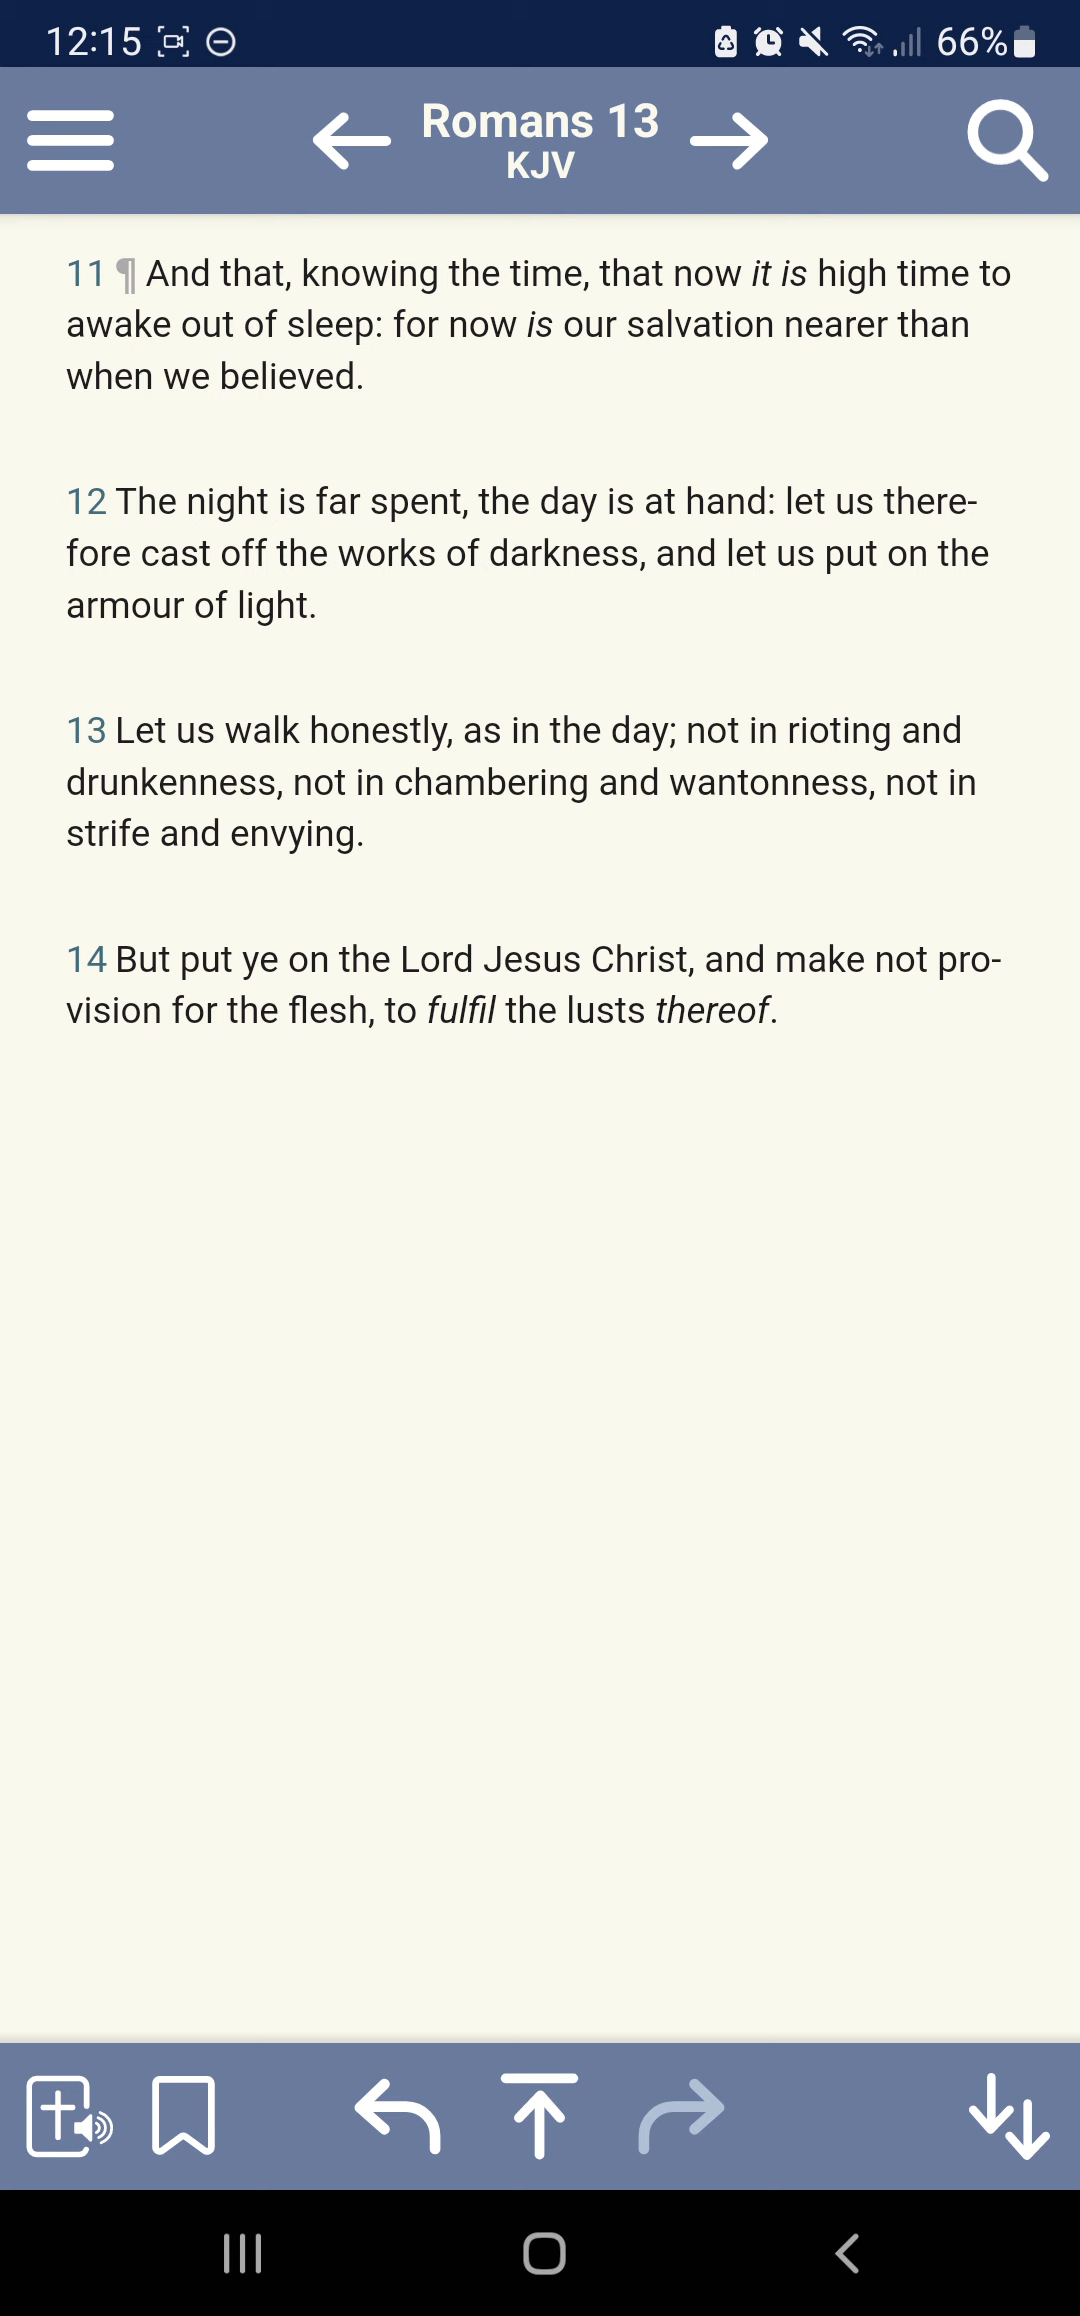 12:15 66%
Romans 13
KJV
11 ¶ And that, knowing the time, that now it is high time to
awake out of sleep: for now is our salvation nearer than
when we believed.
12 The night is far spent, the day is at hand: let us there-
fore cast off the works of darkness, and let us put on the
armour of light.
13 Let us walk honestly, as in the day; not in rioting and
drunkenness, not in chambering and wantonness, not in
strife and envying.
14 But put ye on the Lord Jesus Christ, and make not pro-
vision for the flesh, to fulfil the lusts thereof.